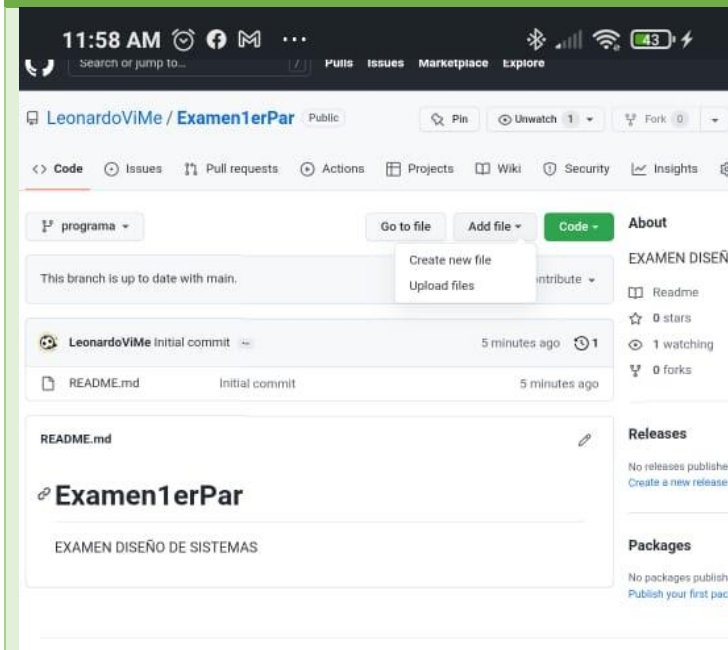 11:58 AM
43
Search or jump to... / Pulls Issues Marketplace Explore
LeonardoViMe / Examen1erPar Public Pin Unwatch 1 Fork 0
<> Code Issues Pull requests Actions Projects Wiki Security Insights
programa Go to file Add file Code About
Create new file
Upload files
EXAMEN DISEÑ
This branch is up to date with main. ntribute
Readme
0 stars
LeonardoViMe Initial commit ... 5 minutes ago 1
1 watching
README.md Initial commit 5 minutes ago
0 forks
README.md
Releases
No releases publishe
Create a new release
Examen1erPar
EXAMEN DISEÑO DE SISTEMAS
Packages
No packages publish
Publish your first pac